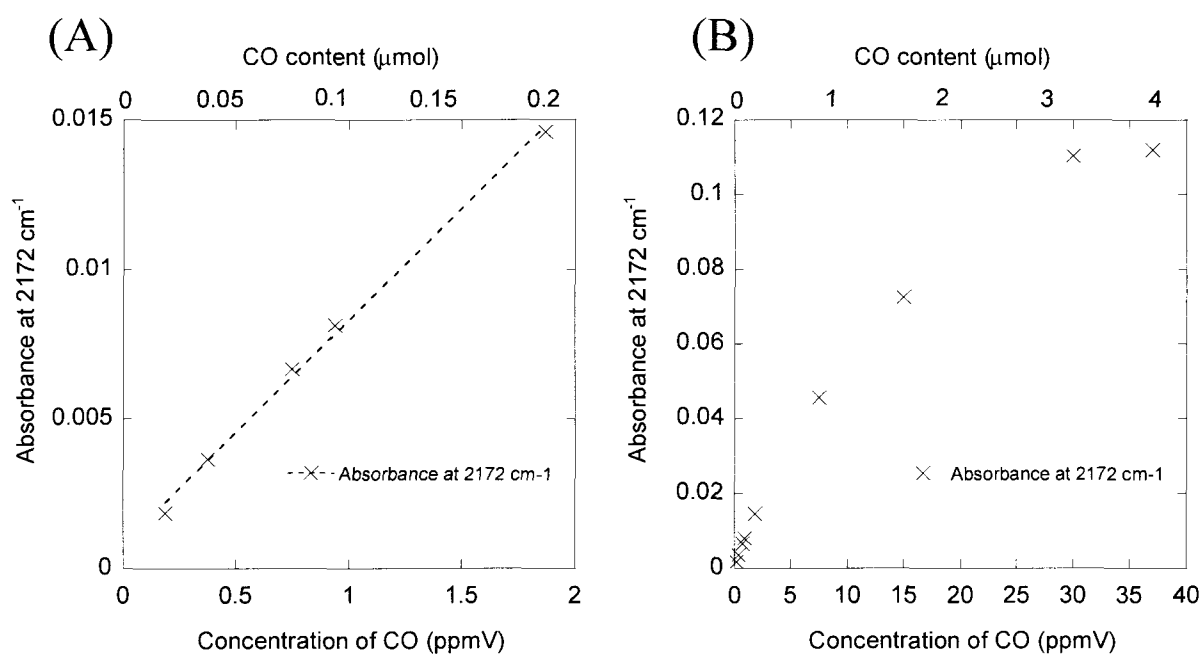 (A)
CO content (μmol)
0 0.05 0.1 0.15 0.2
0.015
0.01
0.005
0
Absorbance at 2172 cm-1
Absorbance at 2172 cm-1
0 0.5 1 1.5 2
Concentration of CO (ppmV)
(B)
CO content (μmol)
0 1 2 3 4
0.12
0.1
0.08
0.06
0.04
0.02
0
Absorbance at 2172 cm-1
Absorbance at 2172 cm-1
0 5 10 15 20 25 30 35 40
Concentration of CO (ppmV)